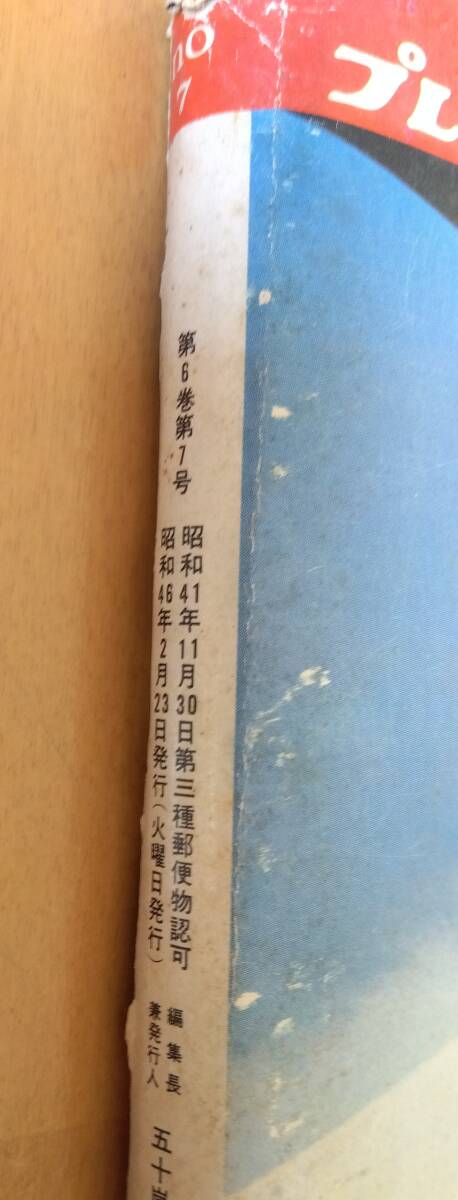 no
7
プレ
第6巻第7号
昭和41年11月30日第三種郵便物認可
昭和46年2月23日発行(火曜日発行)
編集長
兼発行人
五十嵐